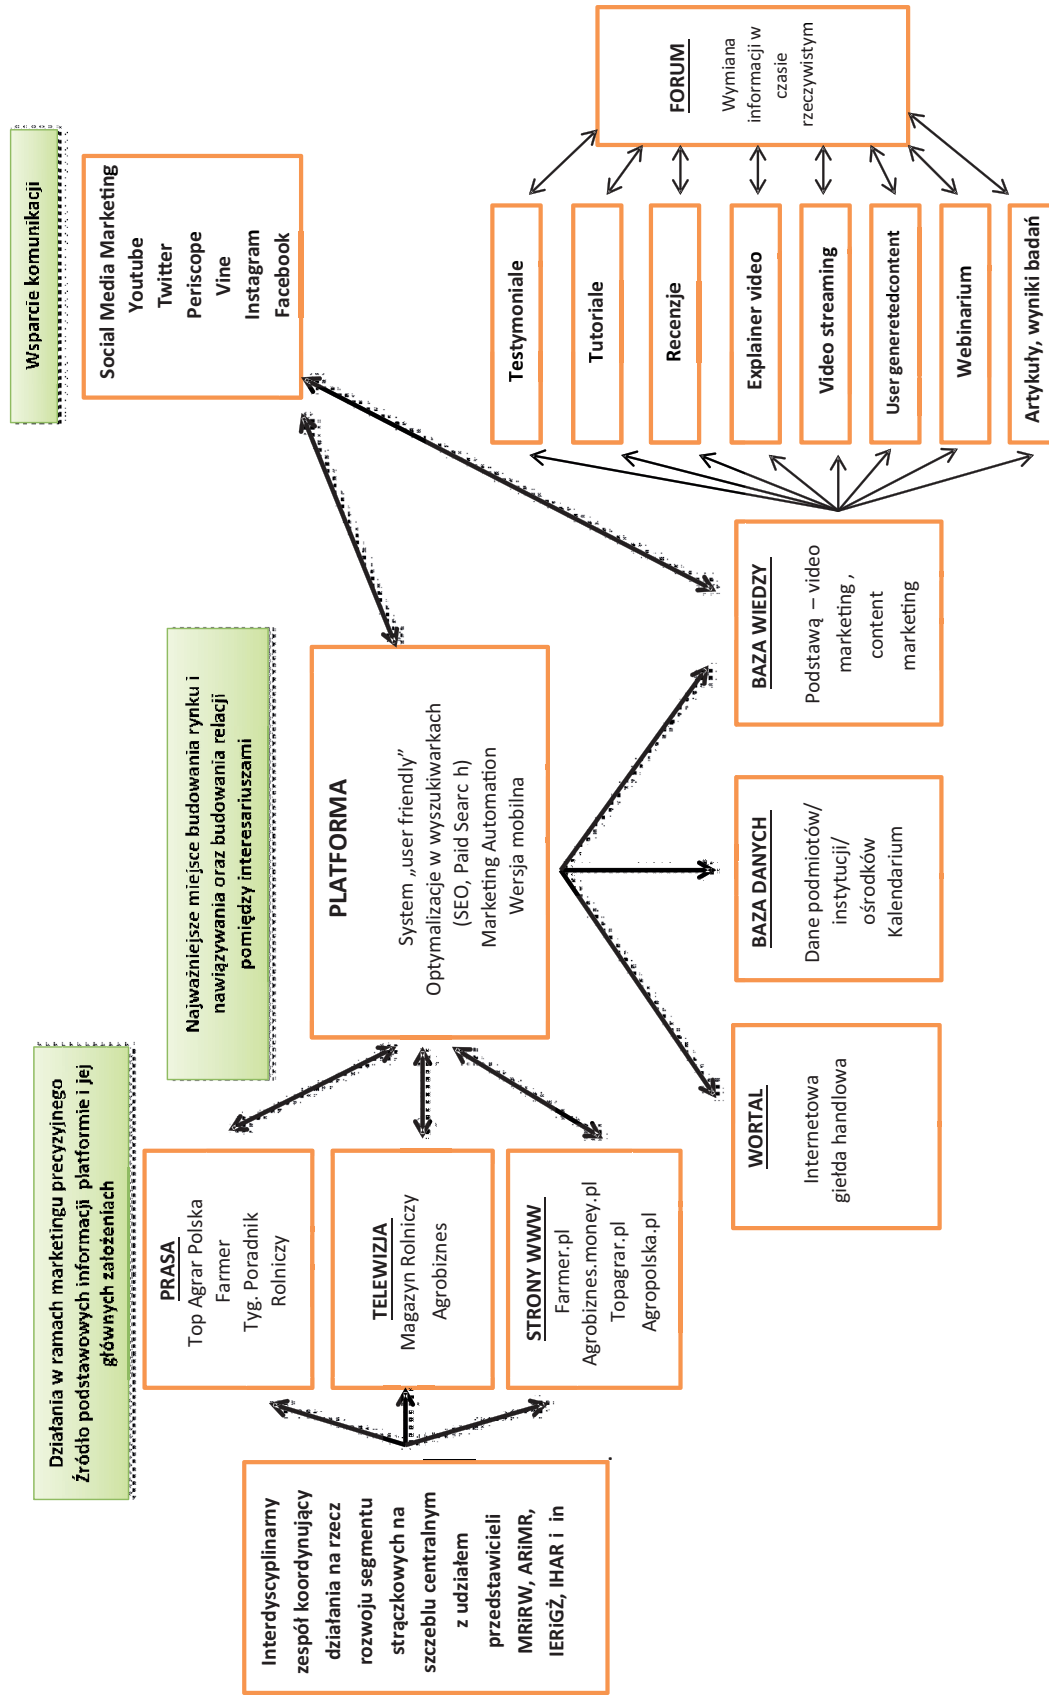 Działania w ramach marketingu precyzyjnego
Źródło podstawowych informacji platformie i jej
głównych założeniach
Najważniejsze miejsce budowania rynku i
nawiązywania oraz budowania relacji
pomiędzy interesariuszami
Wsparcie komunikacji
Interdyscyplinarny
zespół koordynujący
działania na rzecz
rozwoju segmentu
strączkowych na
szczeblu centralnym
z udziałem
przedstawicieli
MRiRW, ARiMR,
IERiGŻ, IHAR i in
PRASA
Top Agrar Polska
Farmer
Tyg. Poradnik
Rolniczy
TELEWIZJA
Magazyn Rolniczy
Agrobiznes
STRONY WWW
Farmer.pl
Agrobiznes.money.pl
Topagrar.pl
Agropolska.pl
PLATFORMA
System „user friendly”
Optymalizacje w wyszukiwarkach
(SEO, Paid Searc h)
Marketing Automation
Wersja mobilna
Social Media Marketing
Youtube
Twitter
Periscope
Vine
Instagram
Facebook
WORTAL
Internetowa
giełda handlowa
BAZA DANYCH
Dane podmiotów/
instytucji/
ośrodków
Kalendarium
BAZA WIEDZY
Podstawą – video
marketing ,
content
marketing
Testymoniale
Tutoriale
Recenzje
Explainer video
Video streaming
User generetedcontent
Webinarium
Artykuły, wyniki badań
FORUM
Wymiana
informacji w
czasie
rzeczywistym